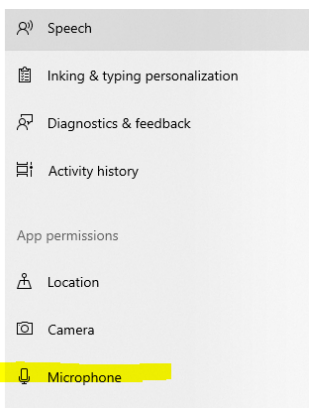 Speech
Inking & typing personalization
Diagnostics & feedback
Activity history
App permissions
Location
Camera
Microphone